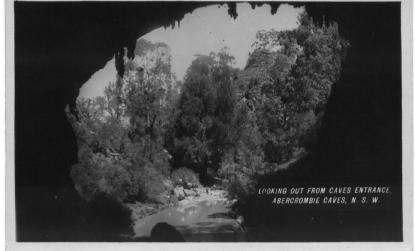 LOOKING OUT FROM CAVES ENTRANCE
ABERCROMBIE CAVES, N. S. W.